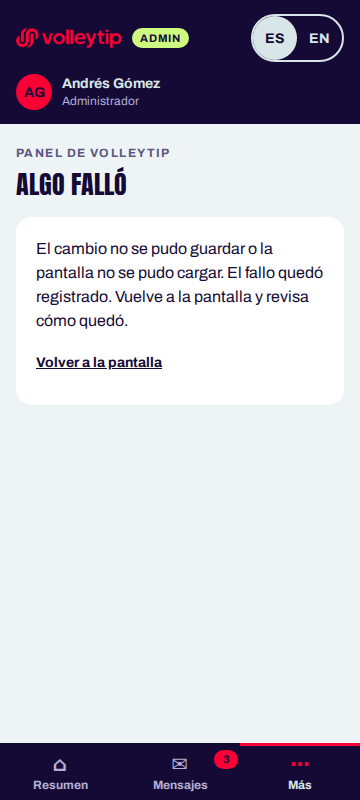 volleytip ADMIN ES EN
AG Andrés Gómez
Administrador
PANEL DE VOLLEYTIP
ALGO FALLÓ
El cambio no se pudo guardar o la
pantalla no se pudo cargar. El fallo quedó
registrado. Vuelve a la pantalla y revisa
cómo quedó.
Volver a la pantalla
3
Resumen Mensajes Más